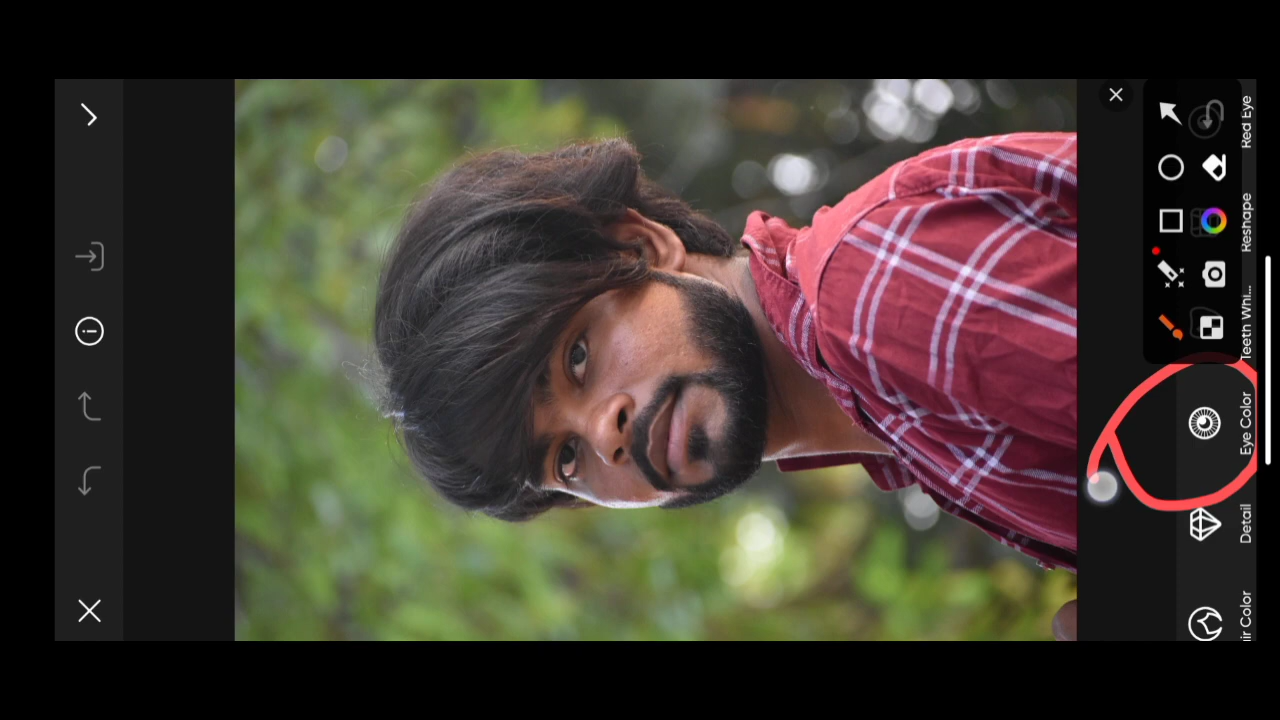 Red Eye
Reshape
Teeth Whi...
Eye Color
Detail
ir Color